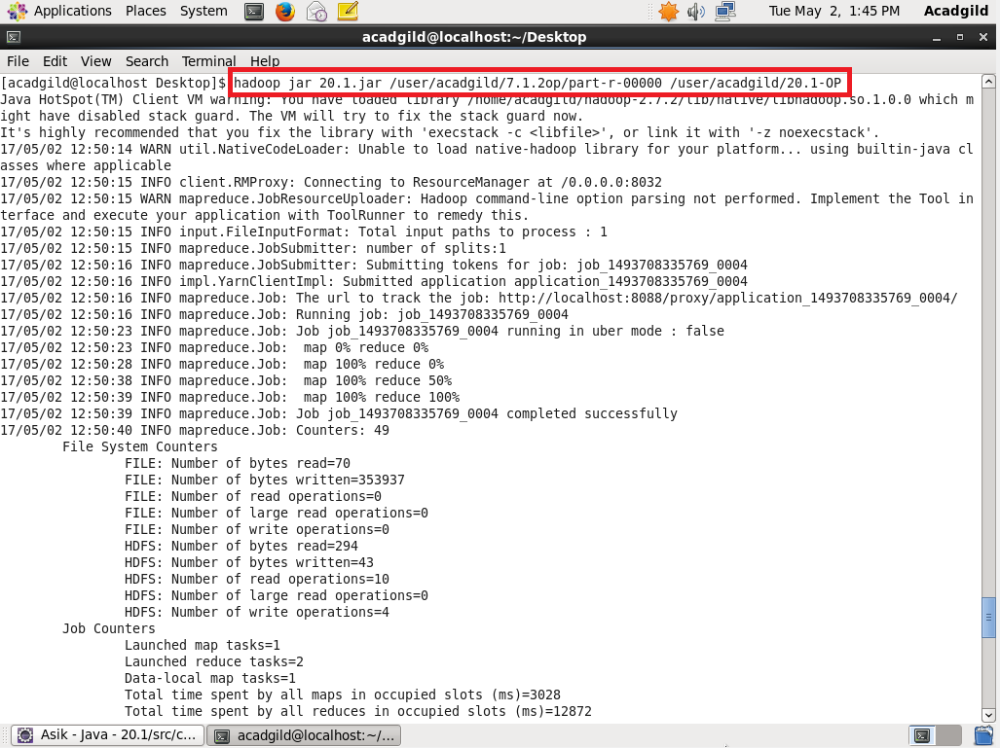 Applications Places System Tue May 2, 1:45 PM Acadgild
acadgild@localhost:~/Desktop
File Edit View Search Terminal Help
[acadgild@localhost Desktop]$ hadoop jar 20.1.jar /user/acadgild/7.1.2op/part-r-00000 /user/acadgild/20.1-OP
Java HotSpot(TM) Client VM warning: You have loaded library /home/acadgild/hadoop-2.7.2/lib/native/libhadoop.so.1.0.0 which m
ight have disabled stack guard. The VM will try to fix the stack guard now.
It's highly recommended that you fix the library with 'execstack -c <libfile>', or link it with '-z noexecstack'.
17/05/02 12:50:14 WARN util.NativeCodeLoader: Unable to load native-hadoop library for your platform... using builtin-java cl
asses where applicable
17/05/02 12:50:15 INFO client.RMProxy: Connecting to ResourceManager at /0.0.0.0:8032
17/05/02 12:50:15 WARN mapreduce.JobResourceUploader: Hadoop command-line option parsing not performed. Implement the Tool in
terface and execute your application with ToolRunner to remedy this.
17/05/02 12:50:15 INFO input.FileInputFormat: Total input paths to process : 1
17/05/02 12:50:15 INFO mapreduce.JobSubmitter: number of splits:1
17/05/02 12:50:16 INFO mapreduce.JobSubmitter: Submitting tokens for job: job_1493708335769_0004
17/05/02 12:50:16 INFO impl.YarnClientImpl: Submitted application application_1493708335769_0004
17/05/02 12:50:16 INFO mapreduce.Job: The url to track the job: http://localhost:8088/proxy/application_1493708335769_0004/
17/05/02 12:50:16 INFO mapreduce.Job: Running job: job_1493708335769_0004
17/05/02 12:50:23 INFO mapreduce.Job: Job job_1493708335769_0004 running in uber mode : false
17/05/02 12:50:23 INFO mapreduce.Job:  map 0% reduce 0%
17/05/02 12:50:28 INFO mapreduce.Job:  map 100% reduce 0%
17/05/02 12:50:38 INFO mapreduce.Job:  map 100% reduce 50%
17/05/02 12:50:39 INFO mapreduce.Job:  map 100% reduce 100%
17/05/02 12:50:39 INFO mapreduce.Job: Job job_1493708335769_0004 completed successfully
17/05/02 12:50:40 INFO mapreduce.Job: Counters: 49
File System Counters
FILE: Number of bytes read=70
FILE: Number of bytes written=353937
FILE: Number of read operations=0
FILE: Number of large read operations=0
FILE: Number of write operations=0
HDFS: Number of bytes read=294
HDFS: Number of bytes written=43
HDFS: Number of read operations=10
HDFS: Number of large read operations=0
HDFS: Number of write operations=4
Job Counters
Launched map tasks=1
Launched reduce tasks=2
Data-local map tasks=1
Total time spent by all maps in occupied slots (ms)=3028
Total time spent by all reduces in occupied slots (ms)=12872
Asik - Java - 20.1/src/c... acadgild@localhost:~/...